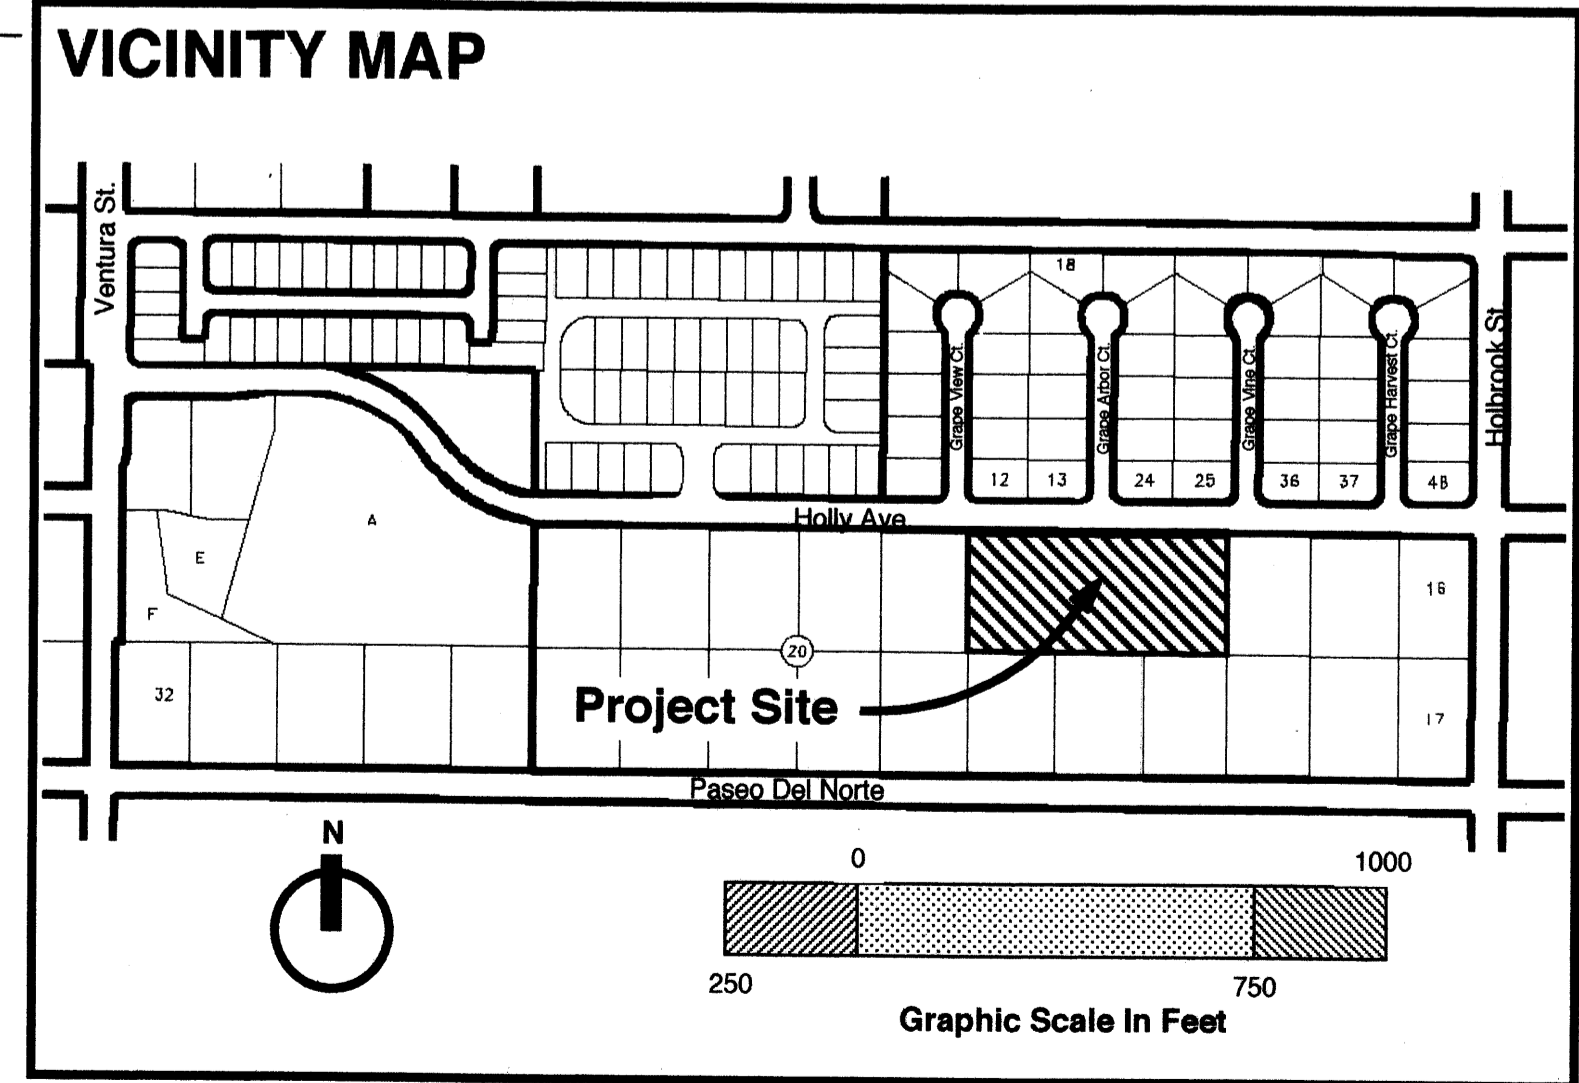 VICINITY MAP
Ventura St.
18
Holbrook St.
Grape View Ct.
Grape Arbor Ct.
Grape Vine Ct.
Grape Harvest Ct.
12
13
24
25
36
37
48
Holly Ave.
A
E
F
16
20
32
Project Site
17
Paseo Del Norte
N
0
1000
250
750
Graphic Scale In Feet